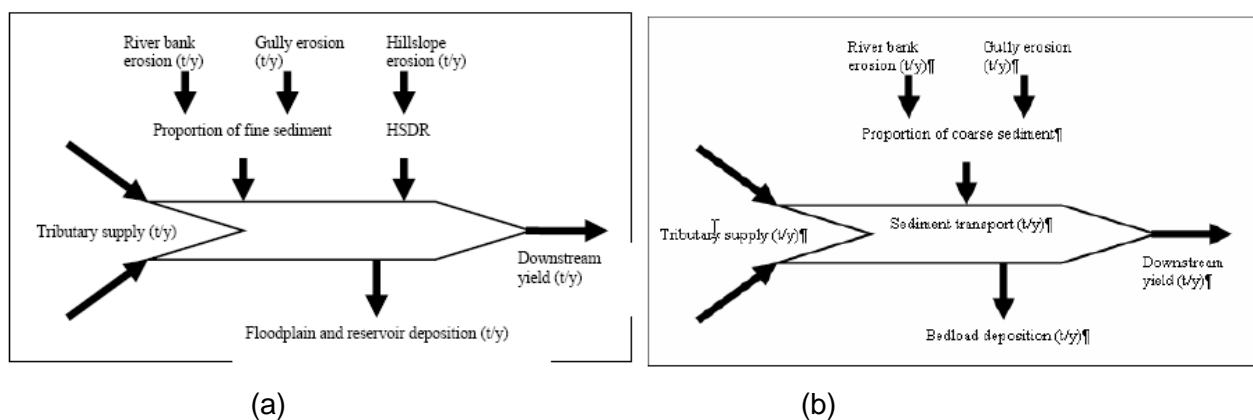 River bank
erosion (t/y)
Gully erosion
(t/y)
Hillslope
erosion (t/y)
Proportion of fine sediment
HSDR
Tributary supply (t/y)
Downstream
yield (t/y)
Floodplain and reservoir deposition (t/y)
(a)
River bank
erosion (t/y)¶
Gully erosion
(t/y)¶
Proportion of coarse sediment¶
Sediment transport (t/y)¶
Tributary supply (t/y)¶
Downstream
yield (t/y)¶
Bedload deposition (t/y)¶
(b)